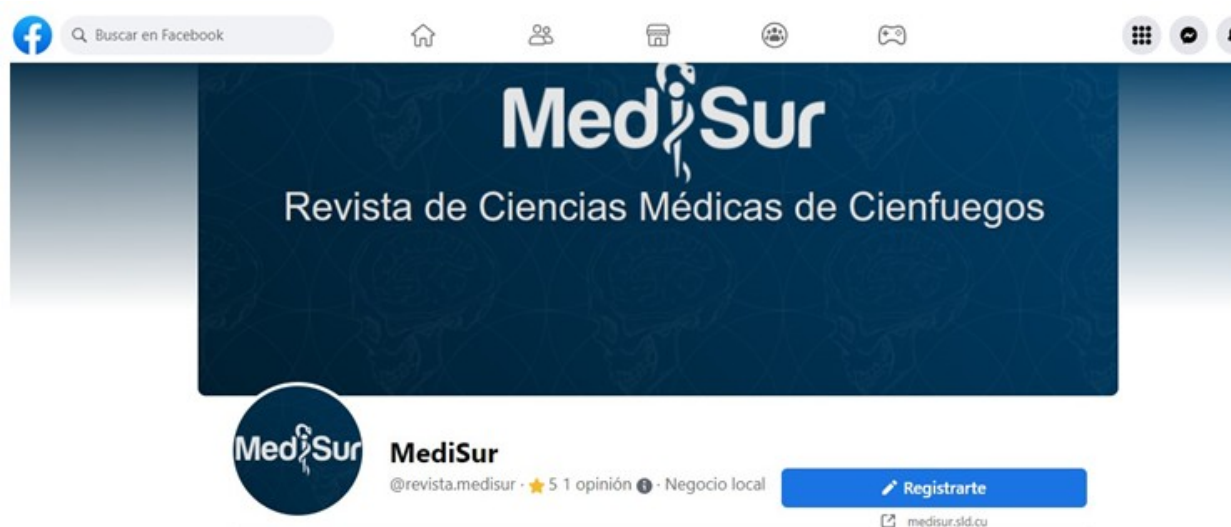 Buscar en Facebook
MediSur
Revista de Ciencias Médicas de Cienfuegos
MediSur
MediSur
@revista.medisur · 5 1 opinión · Negocio local
Registrarte
medisur.sld.cu